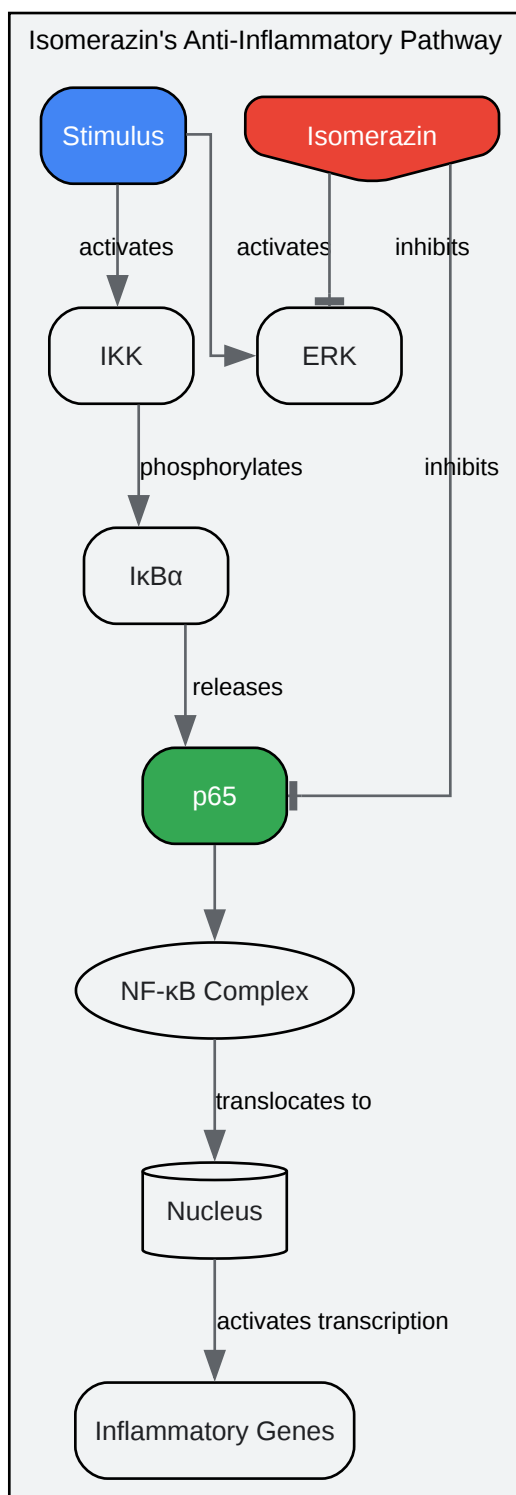 Isomerazin's Anti-Inflammatory Pathway
Stimulus
Isomerazin
activates
activates
inhibits
IKK
ERK
phosphorylates
inhibits
IκBα
releases
p65
NF-κB Complex
translocates to
Nucleus
activates transcription
Inflammatory Genes